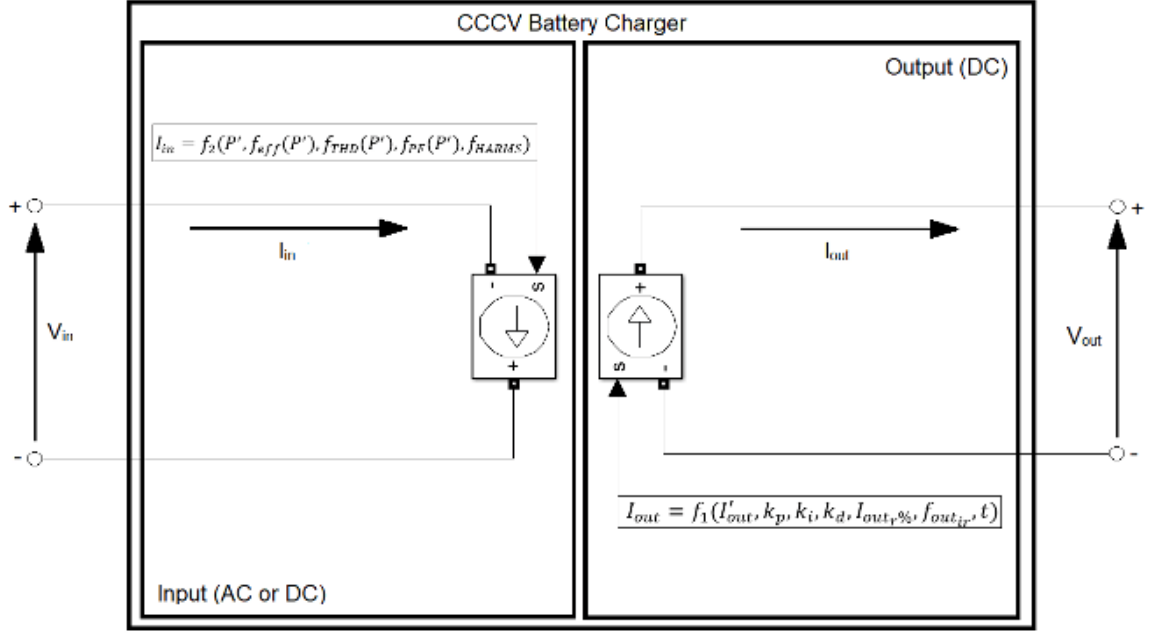 CCCV Battery Charger
Output (DC)
I_in = f_2(P', f_eff(P'), f_THD(P'), f_PF(P'), f_HARMS)
+
+
I_in
I_out
- S
+
V_in
V_out
+
S -
-
-
I_out = f_1(I'_out, k_p, k_i, k_d, I_out_r%, f_out_ir, t)
Input (AC or DC)